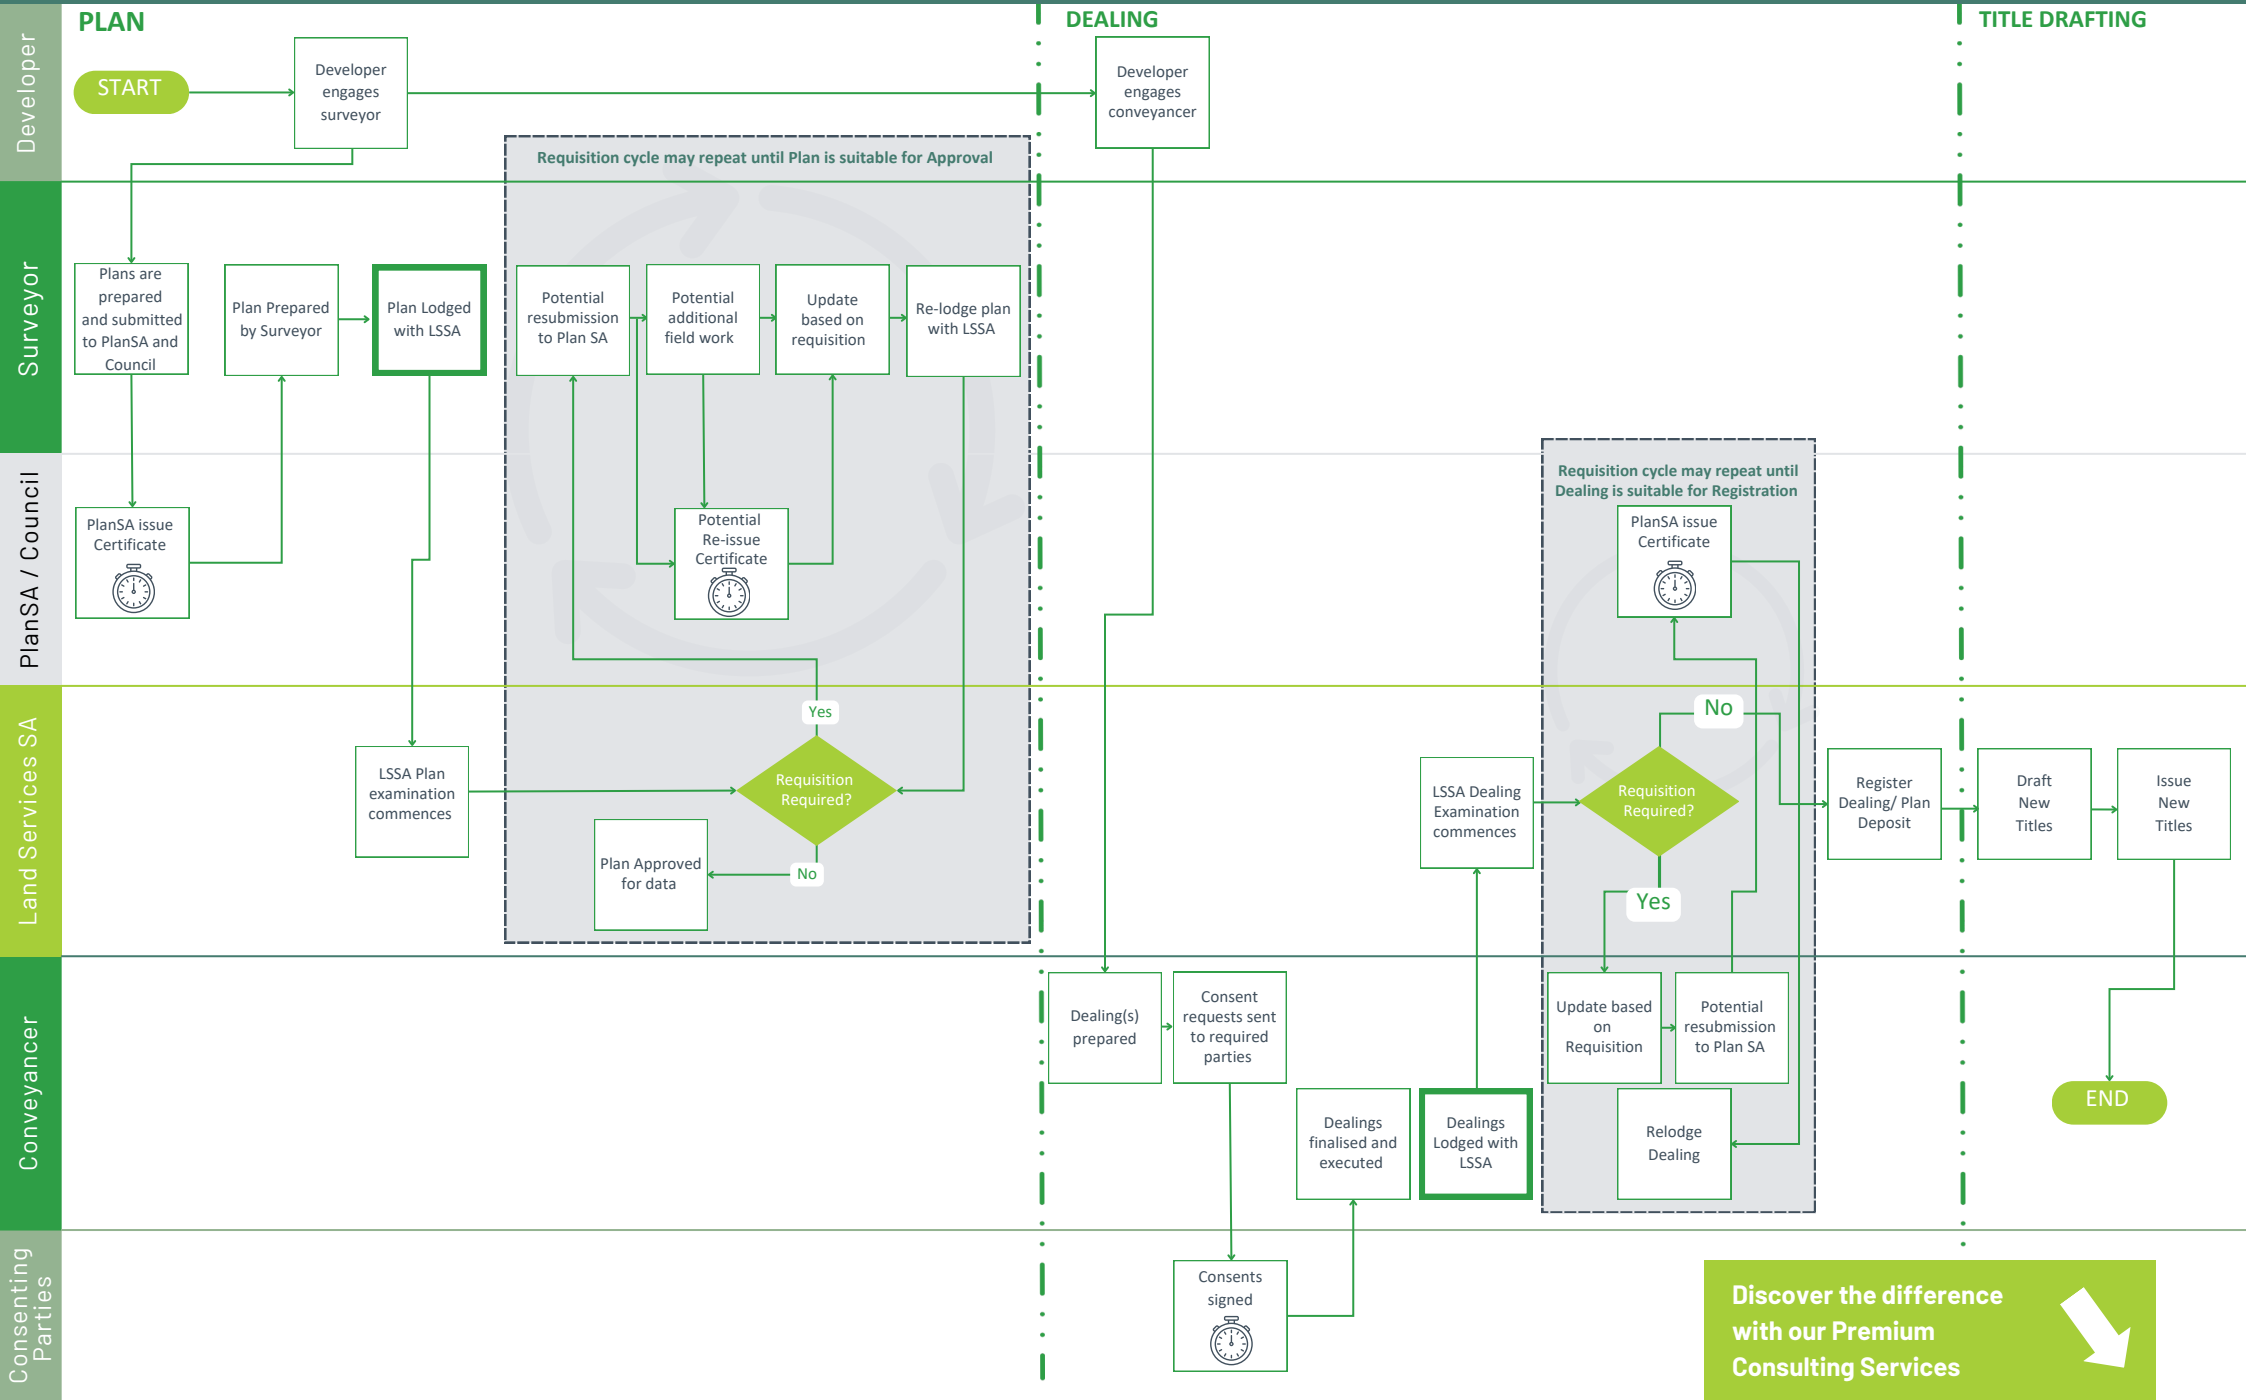 PLAN
DEALING
TITLE DRAFTING
Developer
START
Developer
engages
surveyor
Developer
engages
conveyancer
Requisition cycle may repeat until Plan is suitable for Approval
Surveyor
Plans are
prepared
and submitted
to PlanSA and
Council
Plan Prepared
by Surveyor
Plan Lodged
with LSSA
Potential
resubmission
to Plan SA
Potential
additional
field work
Update
based on
requisition
Re-lodge plan
with LSSA
PlanSA / Council
PlanSA issue
Certificate
Potential
Re-issue
Certificate
Requisition cycle may repeat until
Dealing is suitable for Registration
PlanSA issue
Certificate
Land Services SA
LSSA Plan
examination
commences
Yes
Requisition
Required?
No
Plan Approved
for data
LSSA Dealing
Examination
commences
No
Requisition
Required?
Yes
Register
Dealing/ Plan
Deposit
Draft
New
Titles
Issue
New
Titles
Conveyancer
Dealing(s)
prepared
Consent
requests sent
to required
parties
Dealings
finalised and
executed
Dealings
Lodged with
LSSA
Update based
on
Requisition
Potential
resubmission
to Plan SA
Relodge
Dealing
END
Consenting
Parties
Consents
signed
Discover the difference
with our Premium
Consulting Services